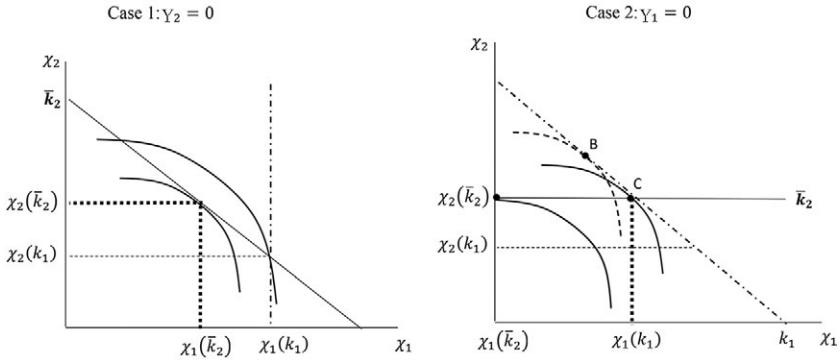 Case 1: Υ₂ = 0
χ₂
k̅₂
χ₂(k̅₂)
χ₂(k₁)
χ₁(k̅₂)
χ₁(k₁)
χ₁
Case 2: Υ₁ = 0
χ₂
B
C
χ₂(k̅₂)
k̅₂
χ₂(k₁)
χ₁(k̅₂)
χ₁(k₁)
k₁
χ₁